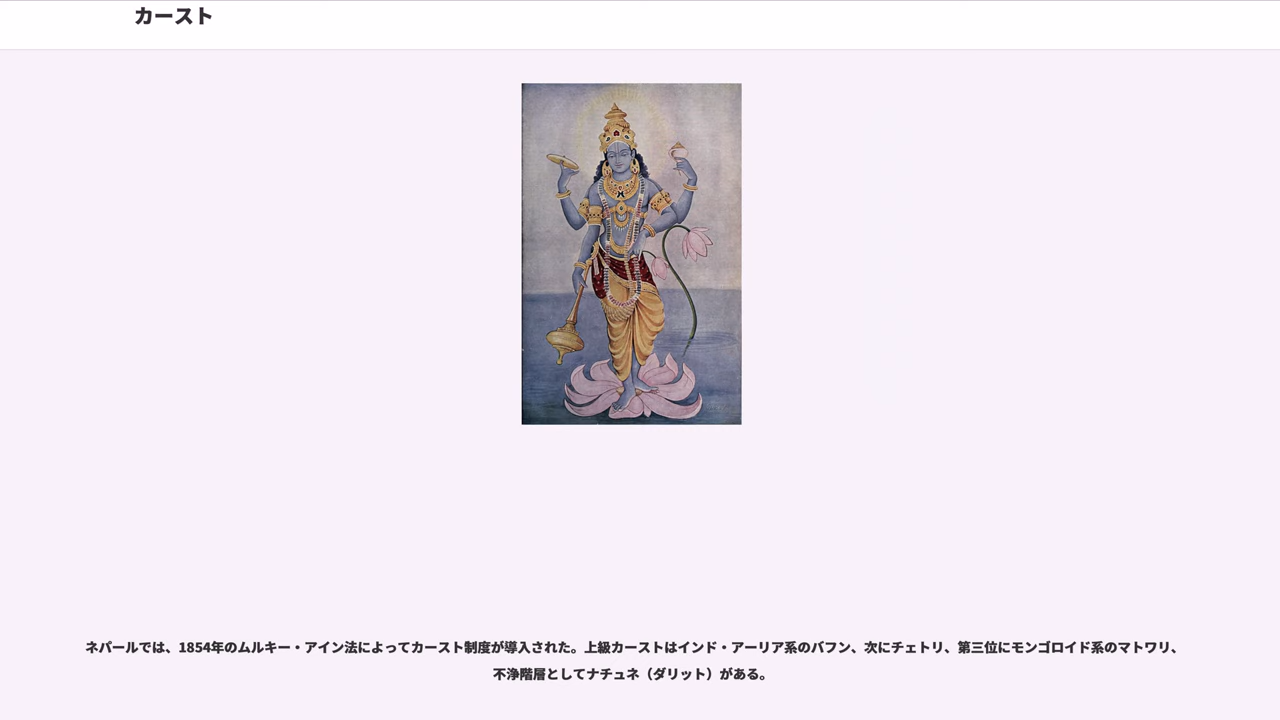 カースト
ネパールでは、1854年のムルキー・アイン法によってカースト制度が導入された。上級カーストはインド・アーリア系のバフン、次にチェトリ、第三位にモンゴロイド系のマトワリ、
不浄階層としてナチュネ（ダリット）がある。